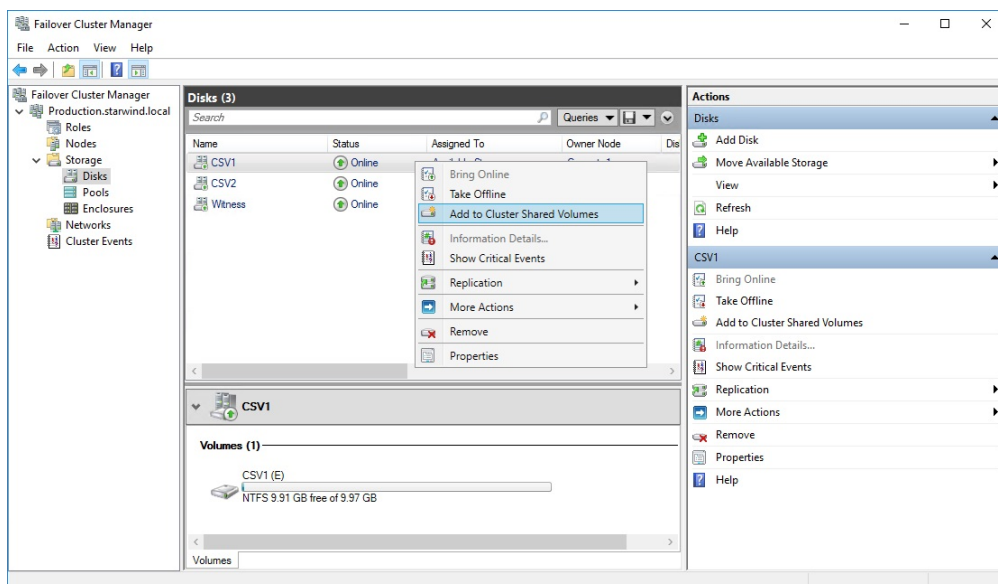 Failover Cluster Manager
File Action View Help
Failover Cluster Manager
Production.starwind.local
Roles
Nodes
Storage
Disks
Pools
Enclosures
Networks
Cluster Events
Disks (3)
Search
Queries
Name Status Assigned To Owner Node Dis
CSV1 Online
CSV2 Online
Witness Online
Bring Online
Take Offline
Add to Cluster Shared Volumes
Information Details...
Show Critical Events
Replication
More Actions
Remove
Properties
CSV1
Volumes (1)
CSV1 (E)
NTFS 9.91 GB free of 9.97 GB
Volumes
Actions
Disks
Add Disk
Move Available Storage
View
Refresh
Help
CSV1
Bring Online
Take Offline
Add to Cluster Shared Volumes
Information Details...
Show Critical Events
Replication
More Actions
Remove
Properties
Help